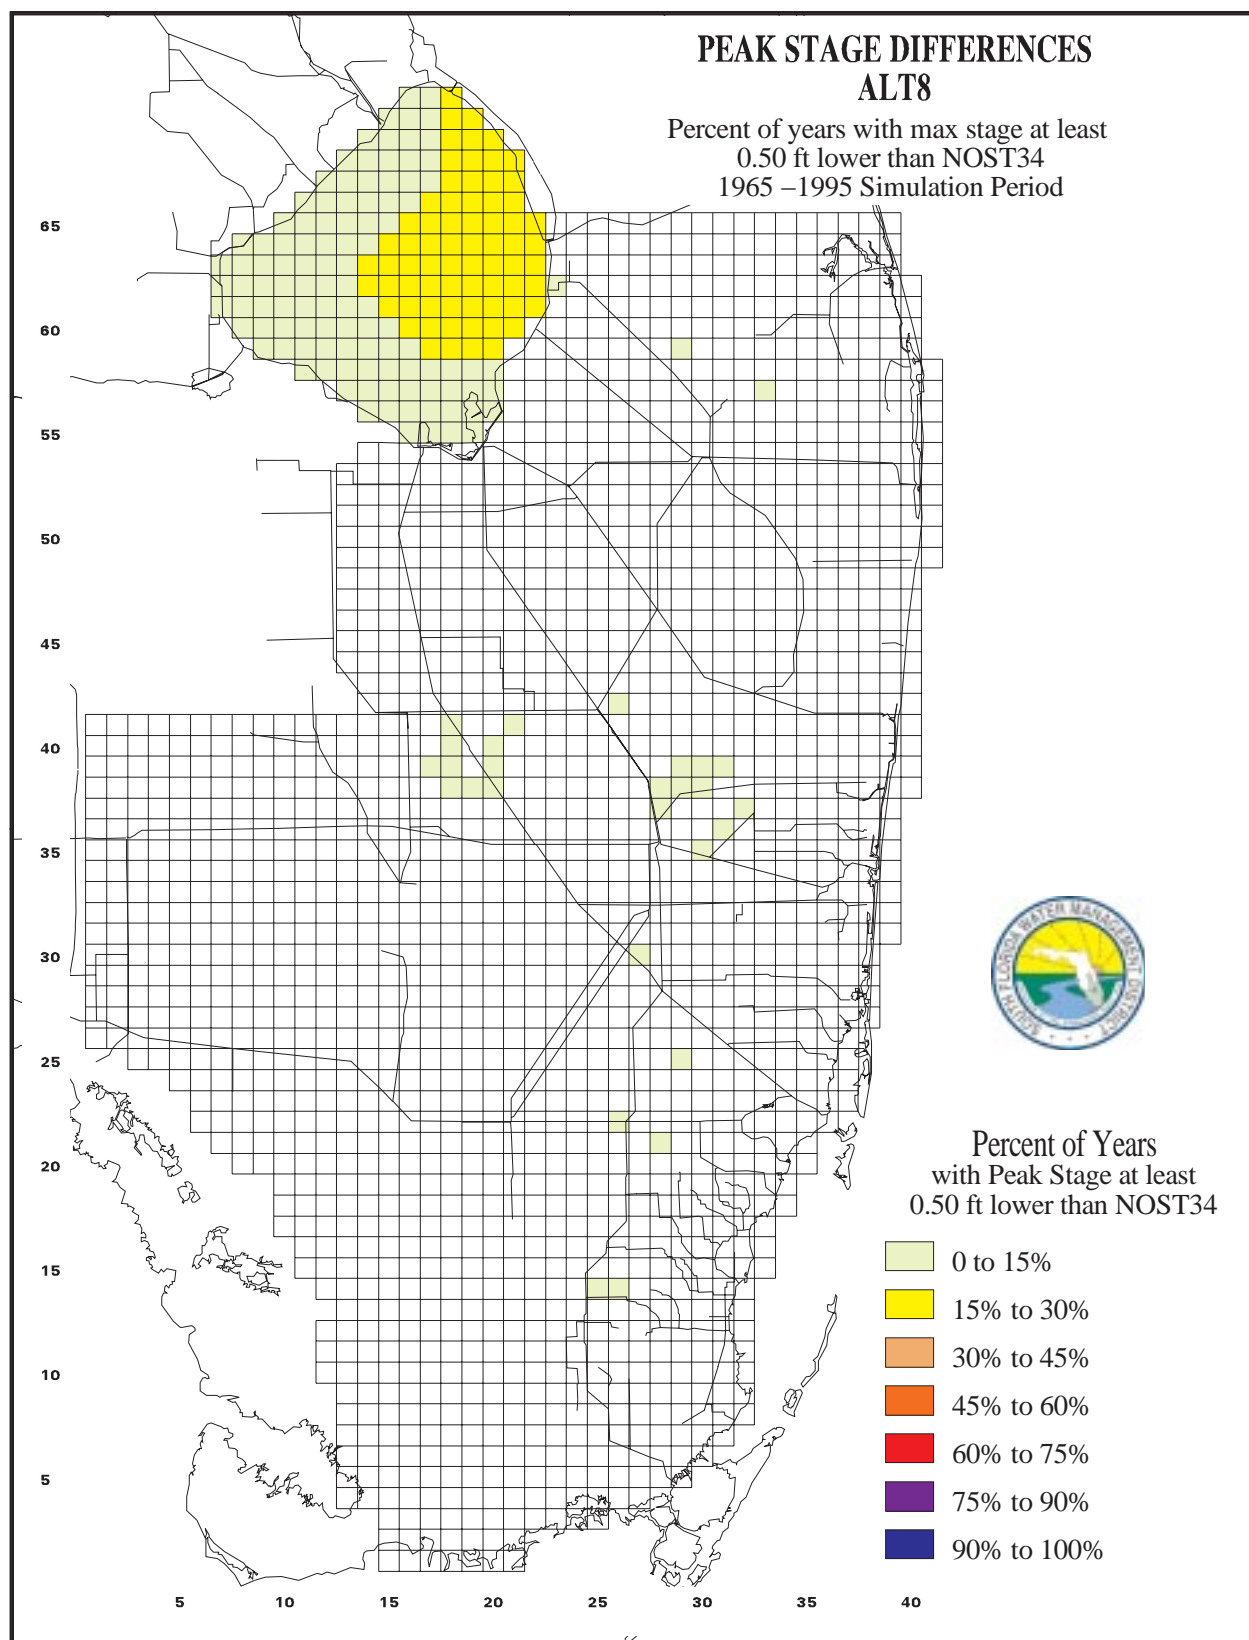 PEAK STAGE DIFFERENCES
ALT8
Percent of years with max stage at least
0.50 ft lower than NOST34
1965 –1995 Simulation Period
65
60
55
50
45
40
35
30
25
20
15
10
5
SOUTH FLORIDA WATER MANAGEMENT DISTRICT
Percent of Years
with Peak Stage at least
0.50 ft lower than NOST34
0 to 15%
15% to 30%
30% to 45%
45% to 60%
60% to 75%
75% to 90%
90% to 100%
5 10 15 20 25 30 35 40